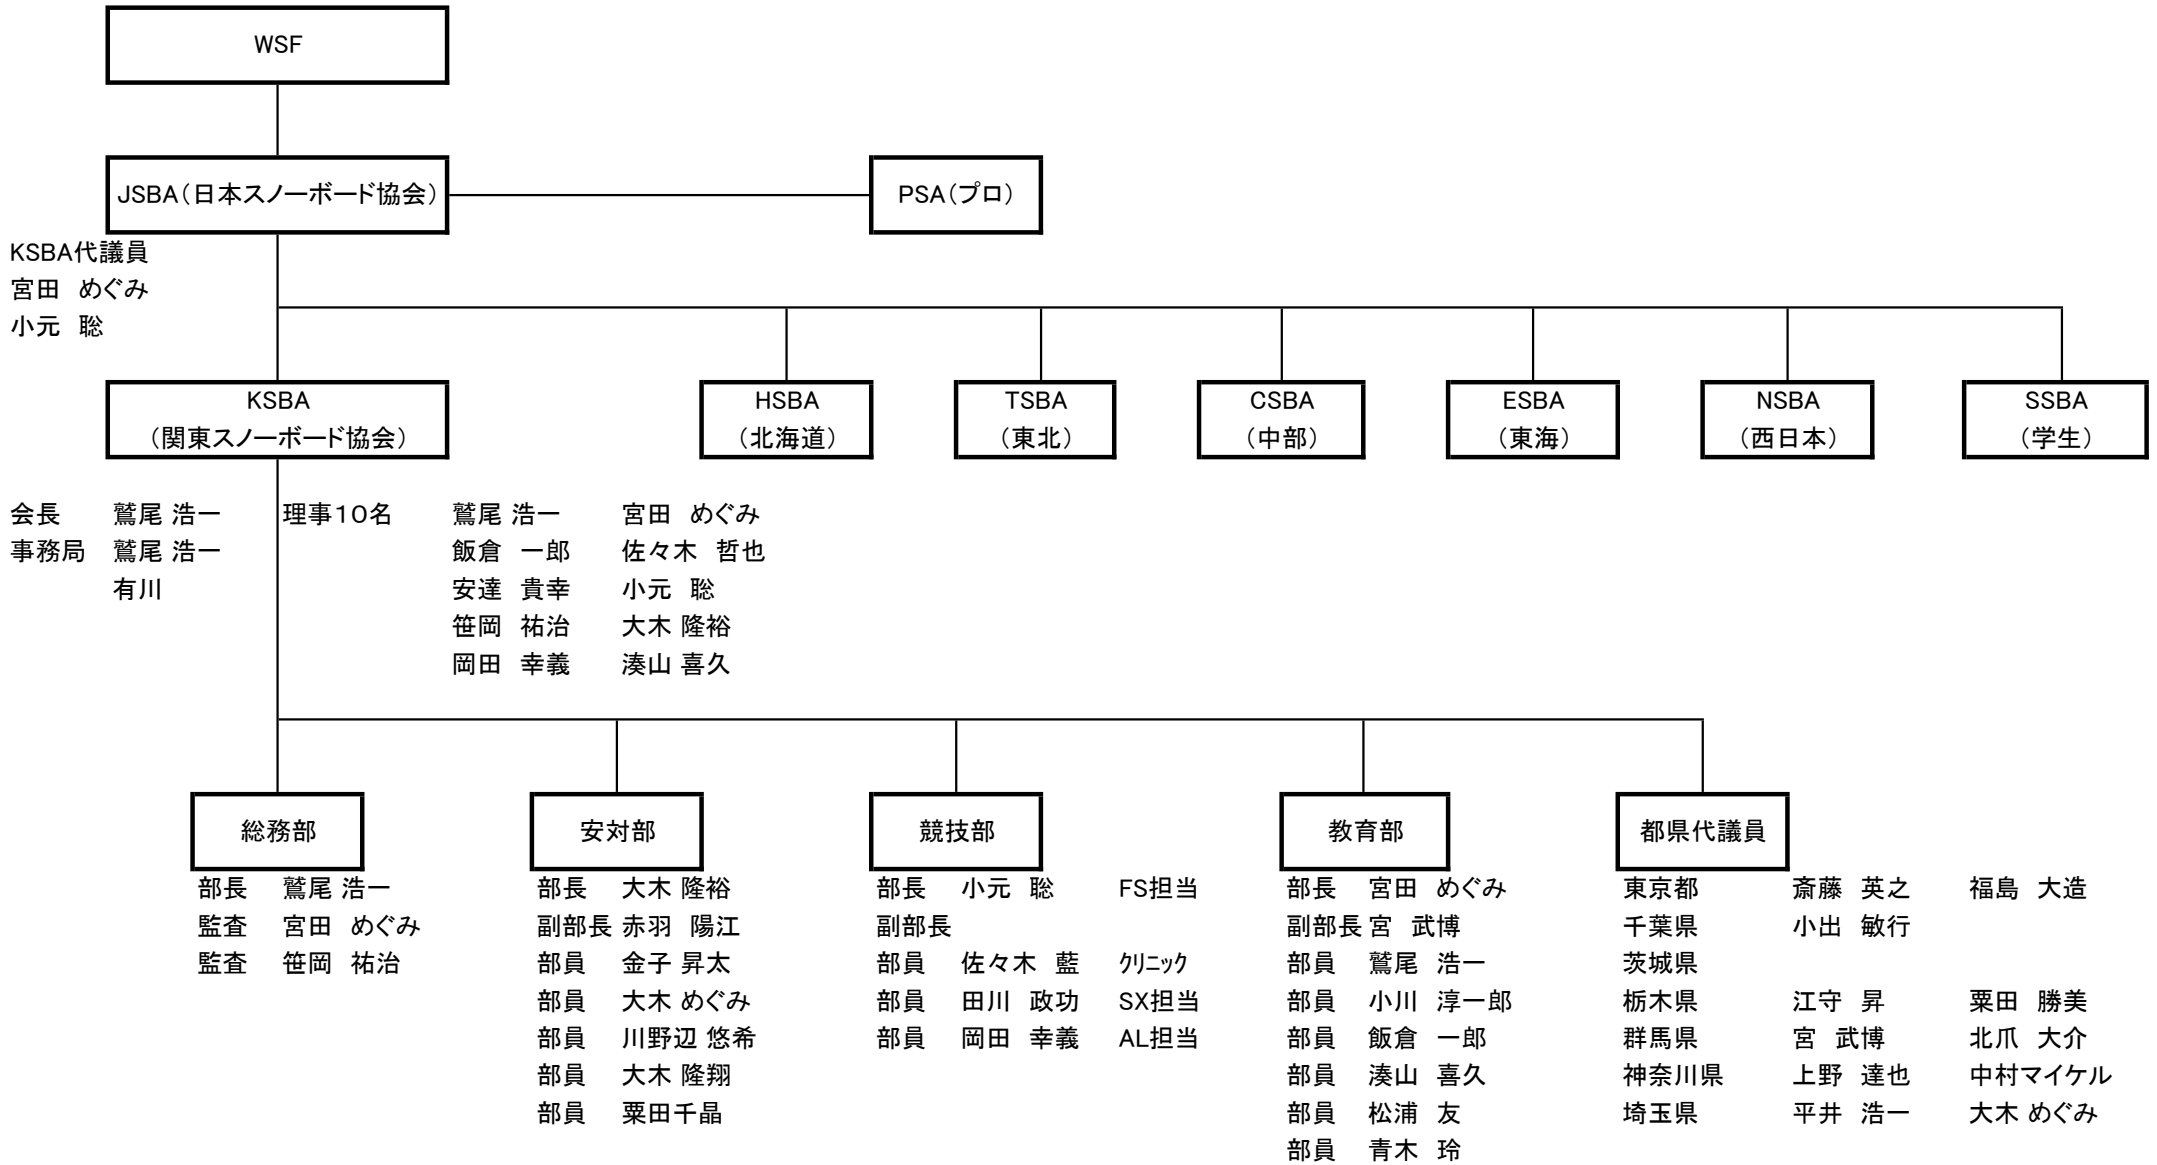 WSF
JSBA(日本スノーボード協会)
PSA(プロ)
KSBA代議員
宮田　めぐみ
小元　聡
KSBA
(関東スノーボード協会)
HSBA
(北海道)
TSBA
(東北)
CSBA
(中部)
ESBA
(東海)
NSBA
(西日本)
SSBA
(学生)
会長 鷲尾 浩一 理事10名 鷲尾 浩一 宮田　めぐみ
事務局 鷲尾 浩一 飯倉　一郎 佐々木　哲也
有川 安達　貴幸 小元　聡
笹岡　祐治 大木 隆裕
岡田　幸義 湊山 喜久
総務部
部長 鷲尾 浩一
監査 宮田　めぐみ
監査 笹岡　祐治
安対部
部長 大木 隆裕
副部長 赤羽　陽江
部員 金子 昇太
部員 大木 めぐみ
部員 川野辺 悠希
部員 大木 隆翔
部員 粟田千晶
競技部
部長 小元　聡 FS担当
副部長
部員 佐々木　藍 ｸﾘﾆｯｸ
部員 田川　政功 SX担当
部員 岡田　幸義 AL担当
教育部
部長 宮田　めぐみ
副部長 宮　武博
部員 鷲尾　浩一
部員 小川　淳一郎
部員 飯倉　一郎
部員 湊山　喜久
部員 松浦　友
部員 青木　玲
都県代議員
東京都 斎藤　英之 福島　大造
千葉県 小出　敏行
茨城県
栃木県 江守　昇 粟田　勝美
群馬県 宮　武博 北爪　大介
神奈川県 上野　達也 中村マイケル
埼玉県 平井　浩一 大木 めぐみ